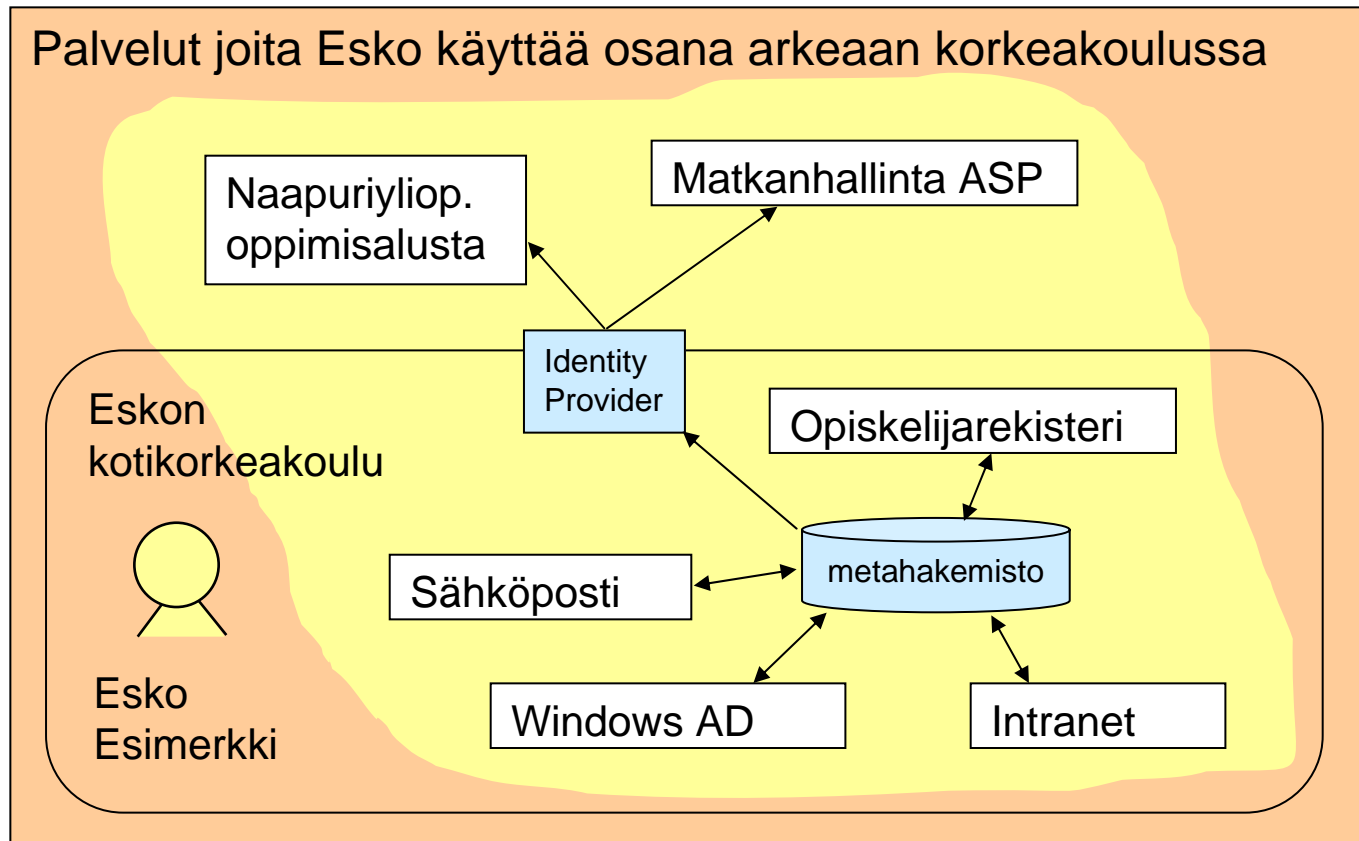 Palvelut joita Esko käyttää osana arkeaan korkeakoulussa
Naapuriyliop.
oppimisalusta
Matkanhallinta ASP
Identity
Provider
Eskon
kotikorkeakoulu
Opiskelijarekisteri
metahakemisto
Sähköposti
Esko
Esimerkki
Windows AD
Intranet